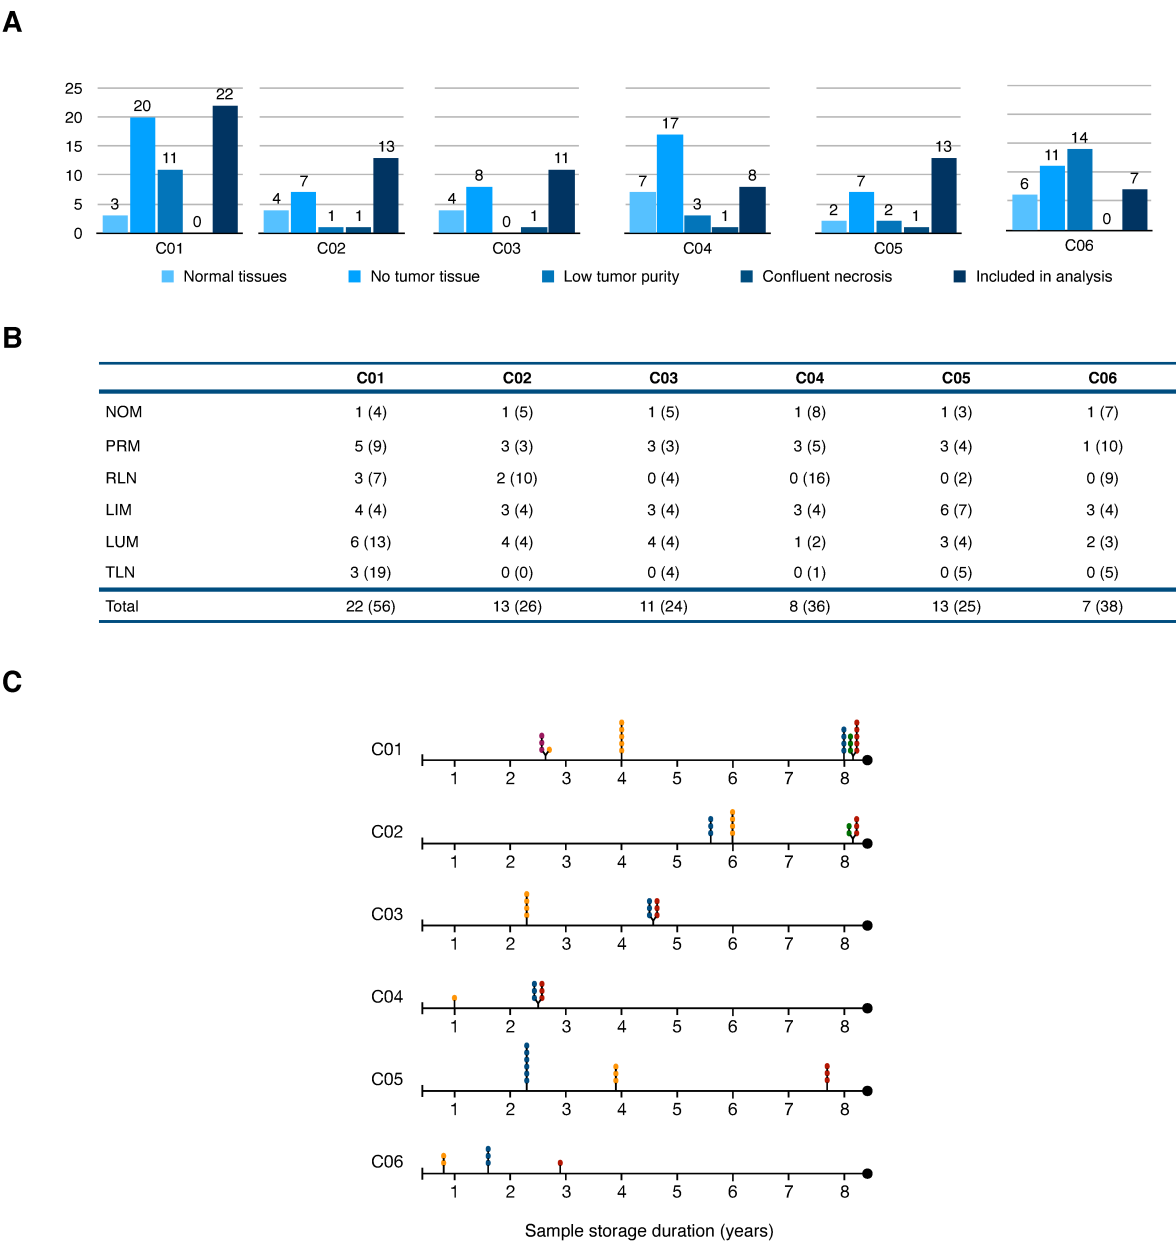 A
25
20
15
10
5
0
3
20
11
0
22
C01
4
7
1
1
13
C02
4
8
0
1
11
C03
7
17
3
1
8
C04
2
7
2
1
13
C05
6
11
14
0
7
C06
Normal tissues No tumor tissue Low tumor purity Confluent necrosis Included in analysis
B
C01 C02 C03 C04 C05 C06
NOM 1 (4) 1 (5) 1 (5) 1 (8) 1 (3) 1 (7)
PRM 5 (9) 3 (3) 3 (3) 3 (5) 3 (4) 1 (10)
RLN 3 (7) 2 (10) 0 (4) 0 (16) 0 (2) 0 (9)
LIM 4 (4) 3 (4) 3 (4) 3 (4) 6 (7) 3 (4)
LUM 6 (13) 4 (4) 4 (4) 1 (2) 3 (4) 2 (3)
TLN 3 (19) 0 (0) 0 (4) 0 (1) 0 (5) 0 (5)
Total 22 (56) 13 (26) 11 (24) 8 (36) 13 (25) 7 (38)
C
C01
1 2 3 4 5 6 7 8
C02
1 2 3 4 5 6 7 8
C03
1 2 3 4 5 6 7 8
C04
1 2 3 4 5 6 7 8
C05
1 2 3 4 5 6 7 8
C06
1 2 3 4 5 6 7 8
Sample storage duration (years)